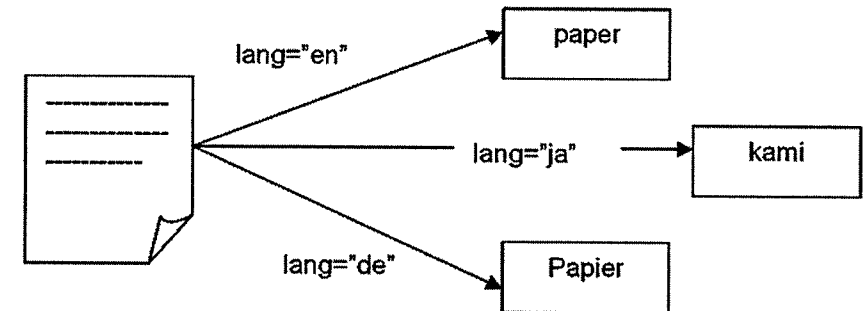 lang="en"
paper
lang="ja"
kami
lang="de"
Papier